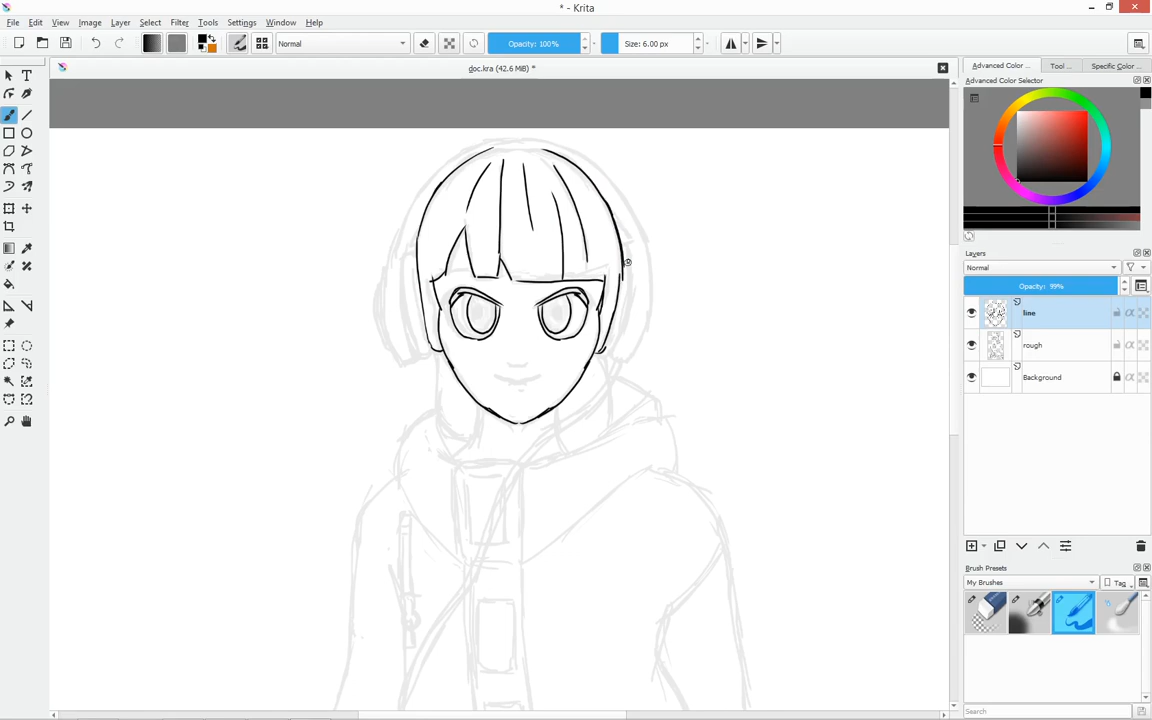 * - Krita
File Edit View Image Layer Select Filter Tools Settings Window Help
Normal
Opacity: 100%
Size: 6.00 px
doc.kra (42.6 MiB) *
Advanced Color ...
Tool ...
Specific Color ...
Advanced Color Selector
Layers
Normal
Opacity: 99%
line
rough
Background
Brush Presets
My Brushes
Tag
Search